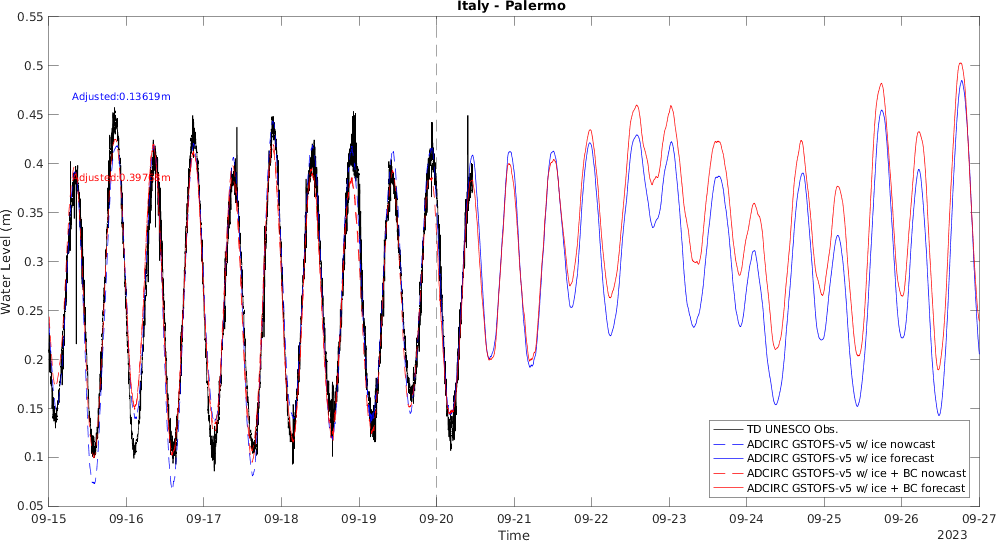 Italy - Palermo
0.55
0.5
0.45
0.4
0.35
0.3
0.25
0.2
0.15
0.1
0.05
Water Level (m)
Adjusted:0.13619m
TD UNESCO Obs.
ADCIRC GSTOFS-v5 w/ ice nowcast
ADCIRC GSTOFS-v5 w/ ice forecast
ADCIRC GSTOFS-v5 w/ ice + BC nowcast
ADCIRC GSTOFS-v5 w/ ice + BC forecast
09-15 09-16 09-17 09-18 09-19 09-20 09-21 09-22 09-23 09-24 09-25 09-26 09-27
Time
2023